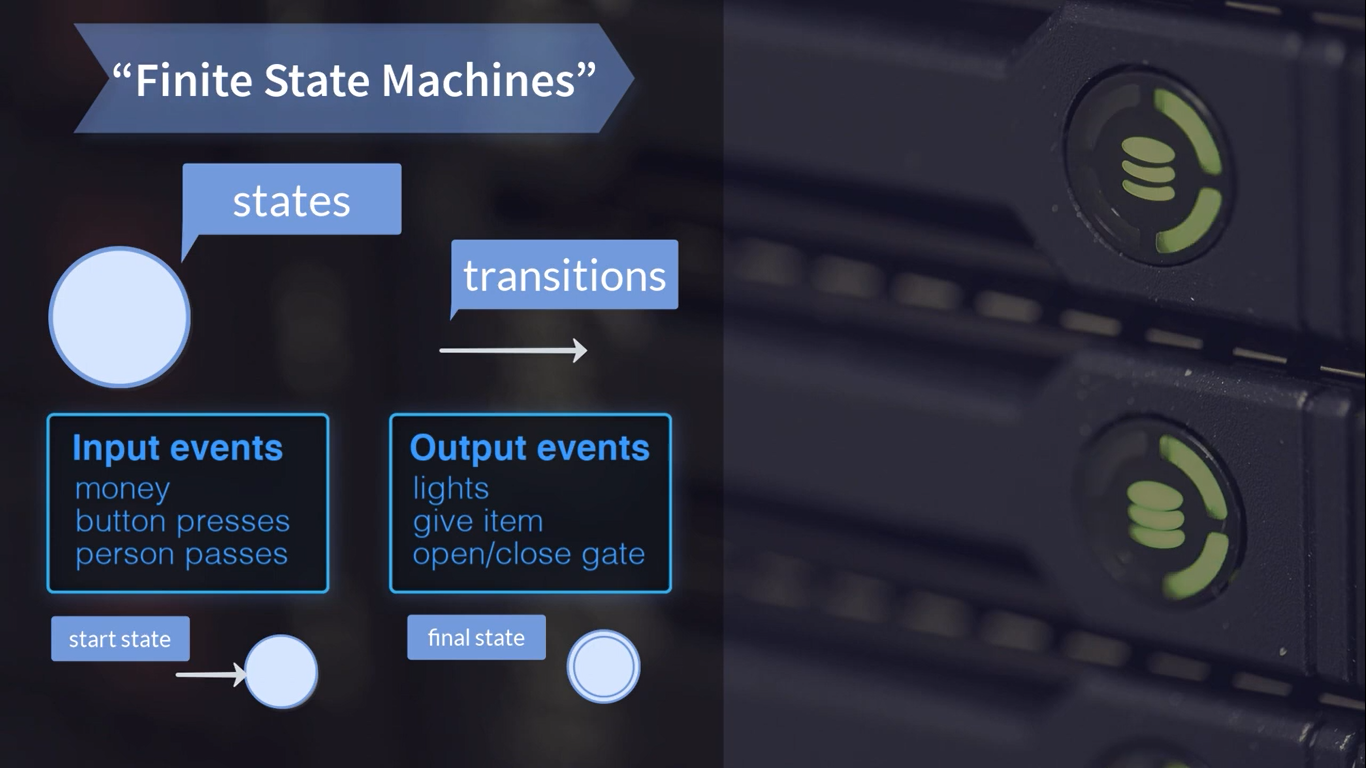 “Finite State Machines”
states
transitions
Input events
money
button presses
person passes
Output events
lights
give item
open/close gate
start state
final state